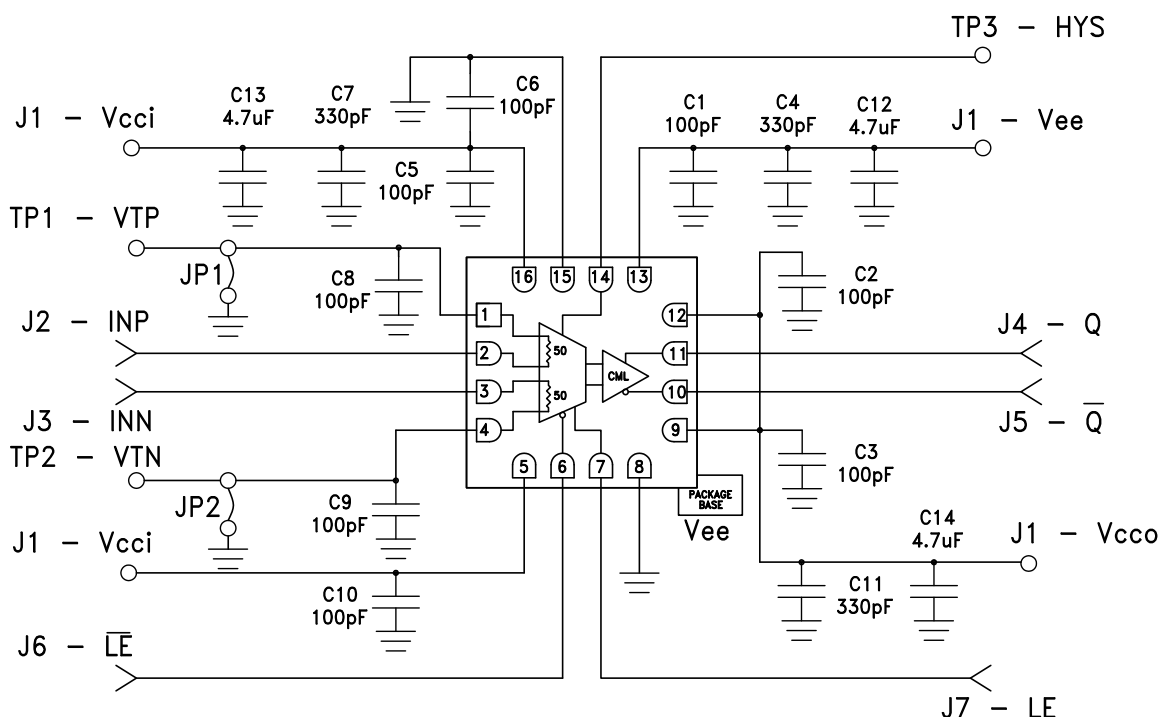 TP3 – HYS
C6
100pF
C13
4.7uF
C7
330pF
C1
100pF
C4
330pF
C12
4.7uF
J1 – Vcci
J1 – Vee
C5
100pF
TP1 – VTP
JP1
C8
100pF
C2
100pF
16
15
14
13
J2 – INP
1
12
J4 – Q
2
50
11
CML
3
50
10
J3 – INN
J5 – Q̅
4
9
TP2 – VTN
5
6
7
8
C3
100pF
JP2
C9
100pF
PACKAGE
BASE
Vee
C14
4.7uF
J1 – Vcci
J1 – Vcco
C10
100pF
C11
330pF
J6 – L̅E̅
J7 – LE